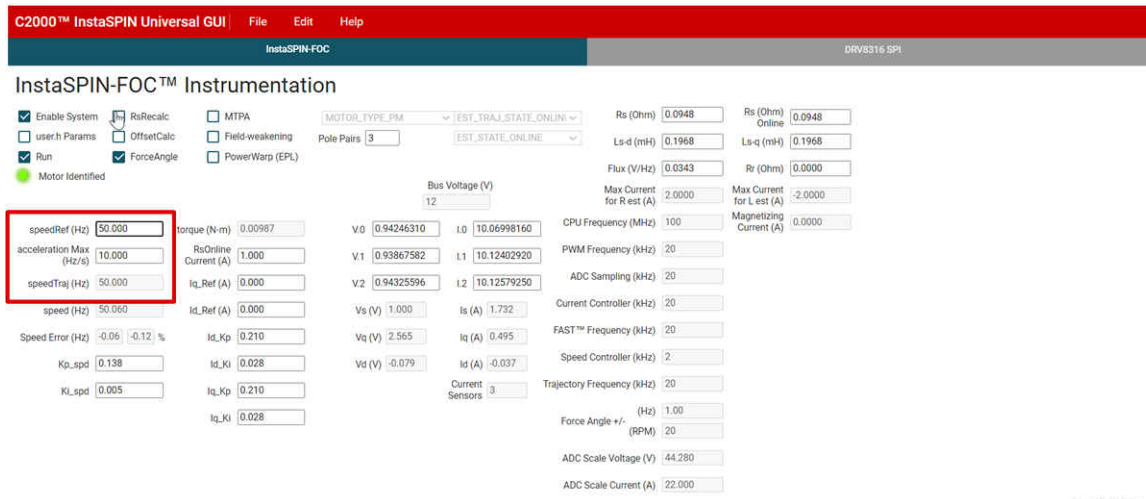 C2000™ InstaSPIN Universal GUI File Edit Help
InstaSPIN-FOC DRV8316 SPI
InstaSPIN-FOC™ Instrumentation
Enable System RsRecalc MTPA MOTOR_TYPE_PM EST_TRAJ_STATE_ONLINI Rs (Ohm) 0.0948 Rs (Ohm) Online 0.0948
user.h Params OffsetCalc Field-weakening Pole Pairs 3 EST_STATE_ONLINE Ls-d (mH) 0.1968 Ls-q (mH) 0.1968
Run ForceAngle PowerWarp (EPL) Flux (V/Hz) 0.0343 Rr (Ohm) 0.0000
Motor Identified
Bus Voltage (V)
12
Max Current for R est (A) 2.0000 Max Current for L est (A) -2.0000
CPU Frequency (MHz) 100 Magnetizing Current (A) 0.0000
speedRef (Hz) 50.000 torque (N-m) 0.00987 V.0 0.94246310 I.0 10.06998160
acceleration Max (Hz/s) 10.000 RsOnline Current (A) 1.000 V.1 0.93867582 I.1 10.12402920 PWM Frequency (kHz) 20
speedTraj (Hz) 50.000 Iq_Ref (A) 0.000 V.2 0.94325596 I.2 10.12579250 ADC Sampling (kHz) 20
speed (Hz) 50.060 Id_Ref (A) 0.000 Vs (V) 1.000 Is (A) 1.732 Current Controller (kHz) 20
Speed Error (Hz) -0.06 -0.12 % Id_Kp 0.210 Vq (V) 2.565 Iq (A) 0.495 FAST™ Frequency (kHz) 20
Kp_spd 0.138 Id_Ki 0.028 Vd (V) -0.079 Id (A) -0.037 Speed Controller (kHz) 2
Ki_spd 0.005 Iq_Kp 0.210 Current Sensors 3 Trajectory Frequency (kHz) 20
Iq_Ki 0.028 Force Angle +/- (Hz) 1.00
(RPM) 20
ADC Scale Voltage (V) 44.280
ADC Scale Current (A) 22.000